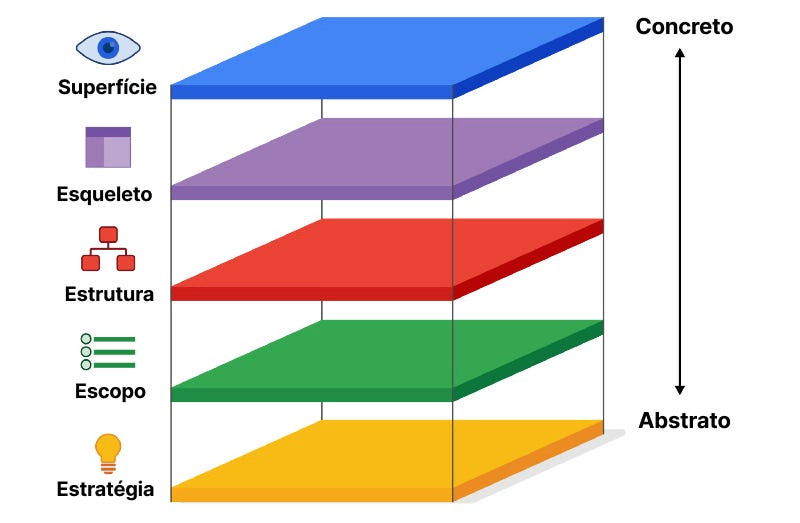 Concreto
Superfície
Esqueleto
Estrutura
Escopo
Abstrato
Estratégia